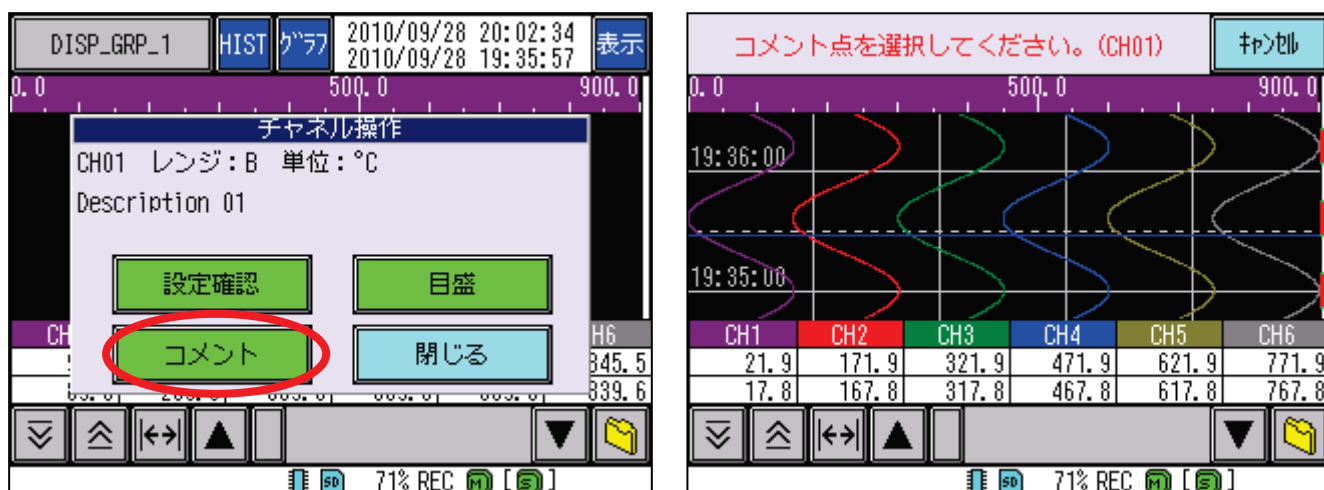 DISP_GRP_1 HIST グラフ 2010/09/28 20:02:34 表示
2010/09/28 19:35:57
0.0 500.0 900.0
チャネル操作
CH01 レンジ:B 単位:°C
Description 01
設定確認 目盛
コメント 閉じる
CH H6
345.5
339.6
71% REC M [S]
コメント点を選択してください。(CH01) キャンセル
0.0 500.0 900.0
19:36:00
19:35:00
CH1 CH2 CH3 CH4 CH5 CH6
21.9 171.9 321.9 471.9 621.9 771.9
17.8 167.8 317.8 467.8 617.8 767.8
SD 71% REC M [S]